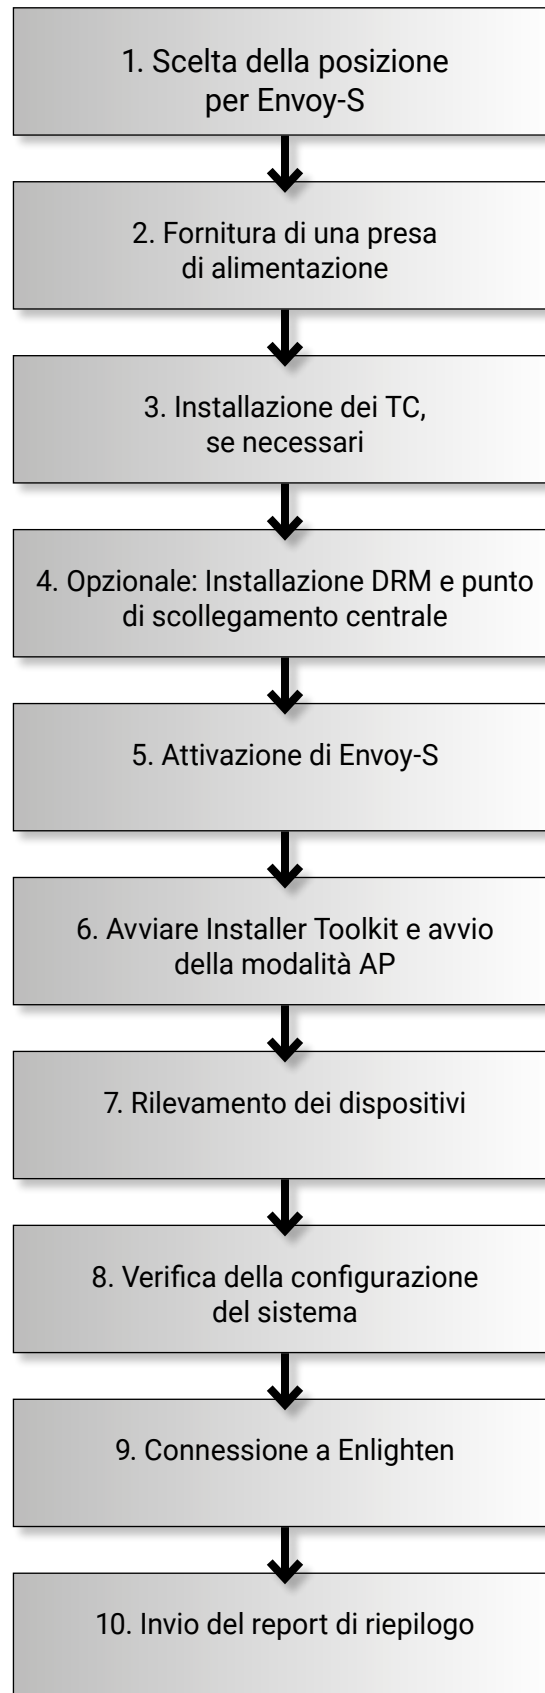 1. Scelta della posizione
per Envoy-S
2. Fornitura di una presa
di alimentazione
3. Installazione dei TC,
se necessari
4. Opzionale: Installazione DRM e punto
di scollegamento centrale
5. Attivazione di Envoy-S
6. Avviare Installer Toolkit e avvio
della modalità AP
7. Rilevamento dei dispositivi
8. Verifica della configurazione
del sistema
9. Connessione a Enlighten
10. Invio del report di riepilogo